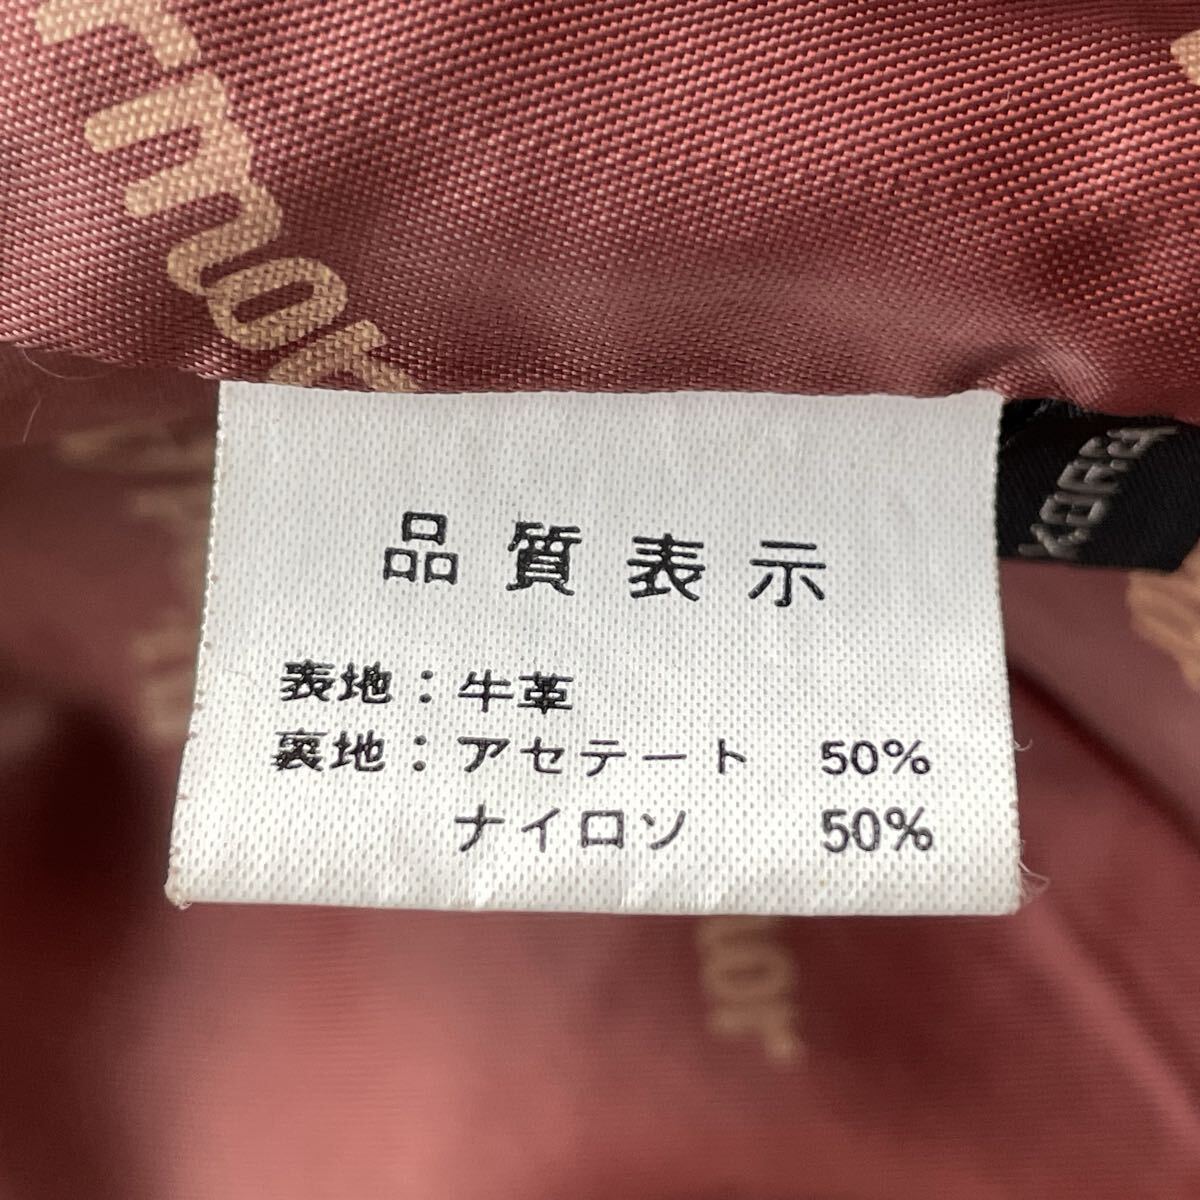 品質表示
表地：牛革
裏地：アセテート 50%
ナイロン 50%